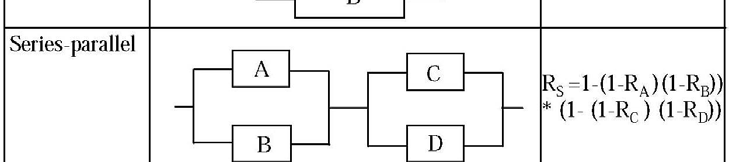 Series-parallel
A
C
R_S =1-(1-R_A)(1-R_B))
* (1- (1-R_C ) (1-R_D))
B
D